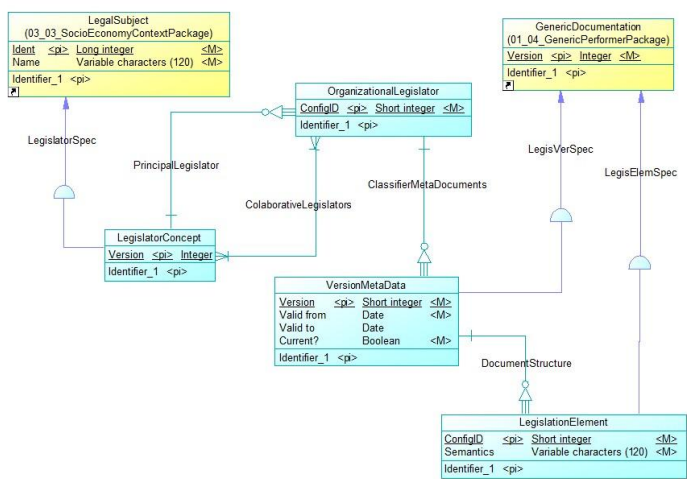 LegalSubject
(03_03_SocioEconomyContextPackage)
Ident <pi> Long integer <M>
Name Variable characters (120) <M>
Identifier_1 <pi>
GenericDocumentation
(01_04_GenericPerformerPackage)
Version <pi> Integer <M>
Identifier_1 <pi>
OrganizationalLegislator
ConfigID <pi> Short integer <M>
Identifier_1 <pi>
LegislatorSpec
PrincipalLegislator
LegisVerSpec
LegisElemSpec
ClassifierMetaDocuments
ColaborativeLegislators
LegislatorConcept
Version <pi> Integer
Identifier_1 <pi>
VersionMetaData
Version <pi> Short integer <M>
Valid from Date <M>
Valid to Date
Current? Boolean <M>
Identifier_1 <pi>
DocumentStructure
LegislationElement
ConfigID <pi> Short integer <M>
Semantics Variable characters (120) <M>
Identifier_1 <pi>